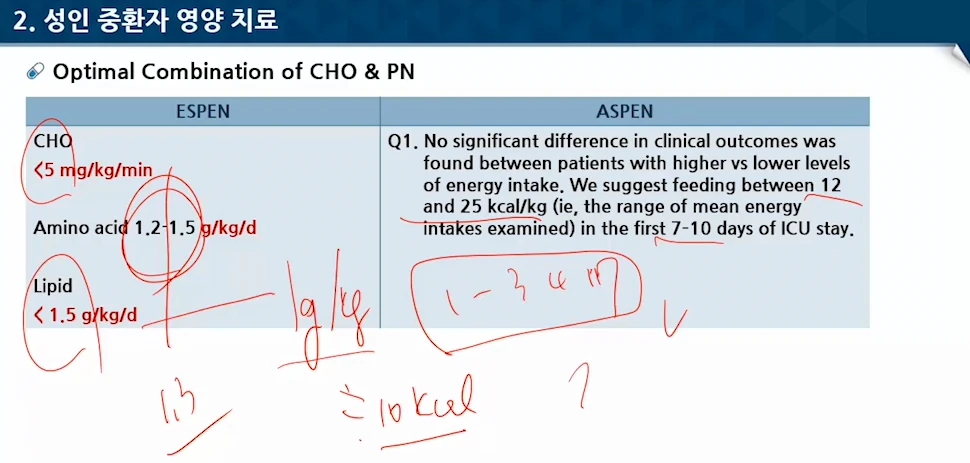 2. 성인 중환자 영양 치료
Optimal Combination of CHO & PN
ESPEN
CHO
<5 mg/kg/min
Amino acid 1.2-1.5 g/kg/d
Lipid
< 1.5 g/kg/d
ASPEN
Q1. No significant difference in clinical outcomes was
found between patients with higher vs lower levels
of energy intake. We suggest feeding between 12
and 25 kcal/kg (ie, the range of mean energy
intakes examined) in the first 7-10 days of ICU stay.
1g/kg
1.3
10 kcal
?